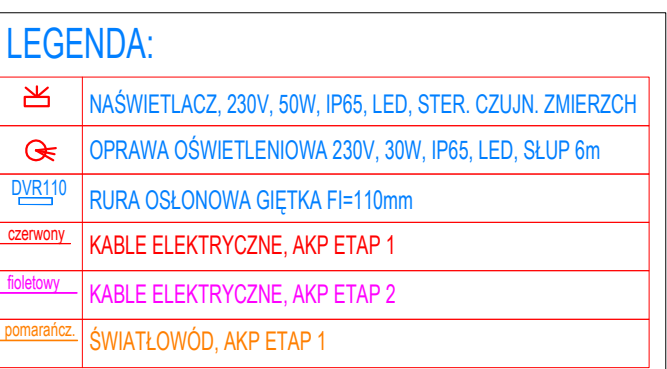 LEGENDA:
NAŚWIETLACZ, 230V, 50W, IP65, LED, STER. CZUJN. ZMIERZCH
OPRAWA OŚWIETLENIOWA 230V, 30W, IP65, LED, SŁUP 6m
DVR110 RURA OSŁONOWA GIĘTKA FI=110mm
czerwony KABLE ELEKTRYCZNE, AKP ETAP 1
fioletowy KABLE ELEKTRYCZNE, AKP ETAP 2
pomarańcz. ŚWIATŁOWÓD, AKP ETAP 1